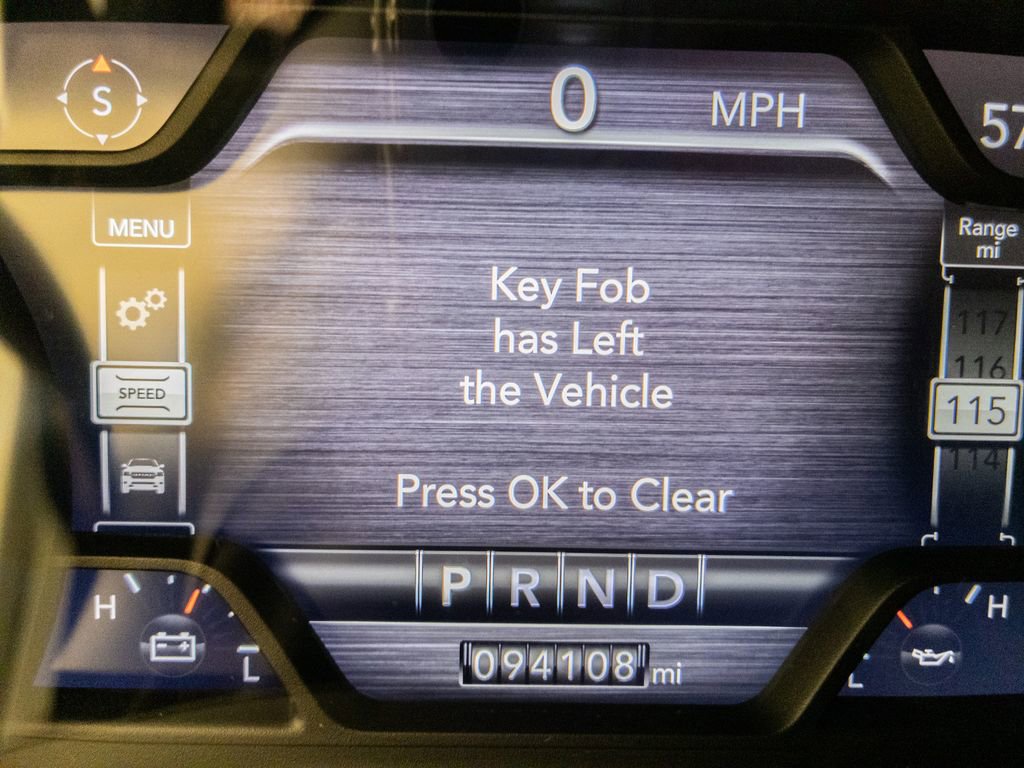 S
0 MPH
57
MENU
Range
mi
117
116
115
114
SPEED
Key Fob
has Left
the Vehicle
Press OK to Clear
P R N D
H
L
094108 mi
H
L